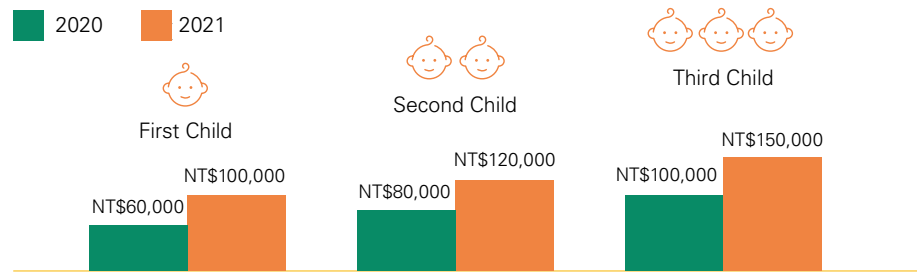 2020 2021
First Child
Second Child
Third Child
NT$60,000
NT$100,000
NT$80,000
NT$120,000
NT$100,000
NT$150,000